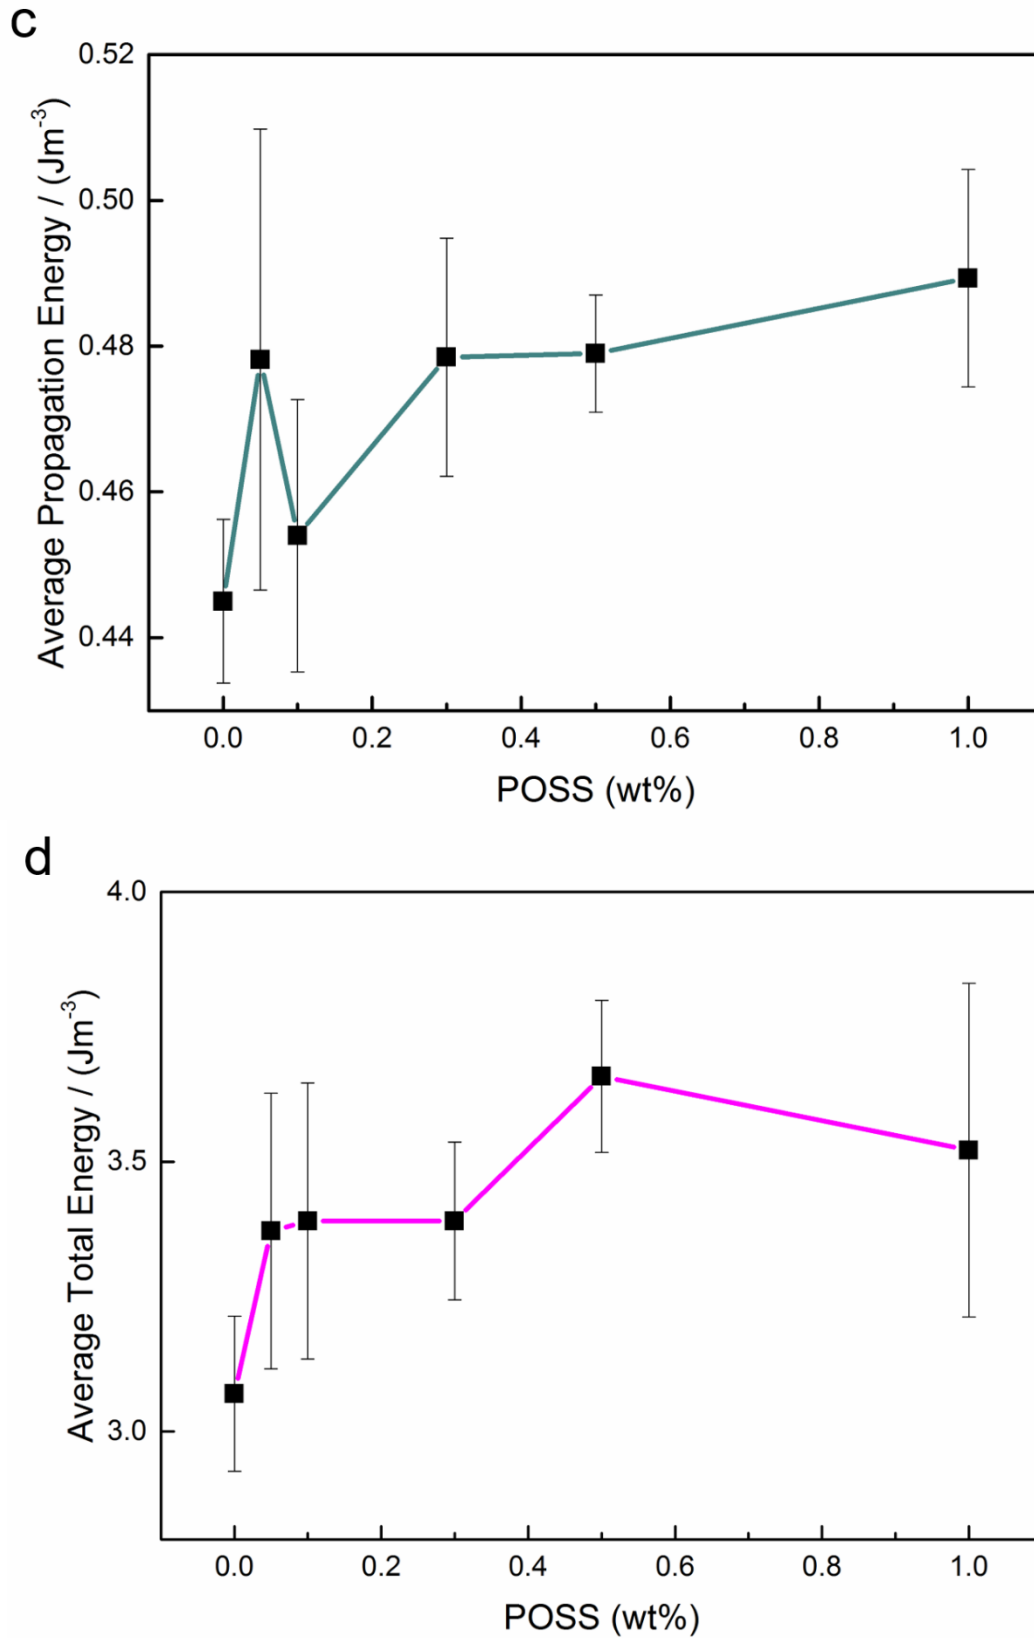 c
Average Propagation Energy / (Jm⁻³)
0.52
0.50
0.48
0.46
0.44
0.0 0.2 0.4 0.6 0.8 1.0
POSS (wt%)
d
Average Total Energy / (Jm⁻³)
4.0
3.5
3.0
0.0 0.2 0.4 0.6 0.8 1.0
POSS (wt%)